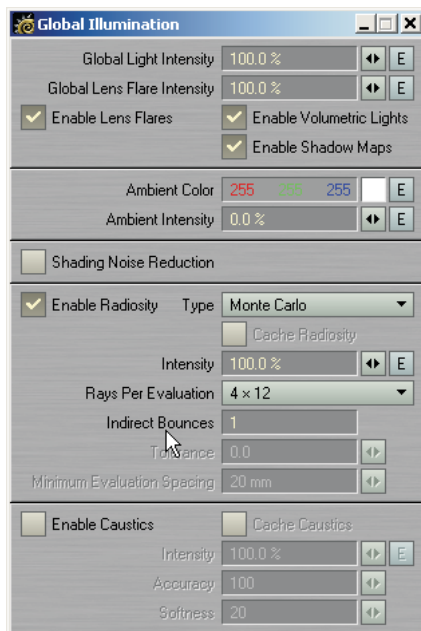 Global Illumination
Global Light Intensity 100.0 % E
Global Lens Flare Intensity 100.0 % E
Enable Lens Flares Enable Volumetric Lights
Enable Shadow Maps
Ambient Color 255 255 255 E
Ambient Intensity 0.0 % E
Shading Noise Reduction
Enable Radiosity Type Monte Carlo
Cache Radiosity
Intensity 100.0 % E
Rays Per Evaluation 4 × 12
Indirect Bounces 1
Tolerance 0.0
Minimum Evaluation Spacing 20 mm
Enable Caustics Cache Caustics
Intensity 100.0 % E
Accuracy 100
Softness 20